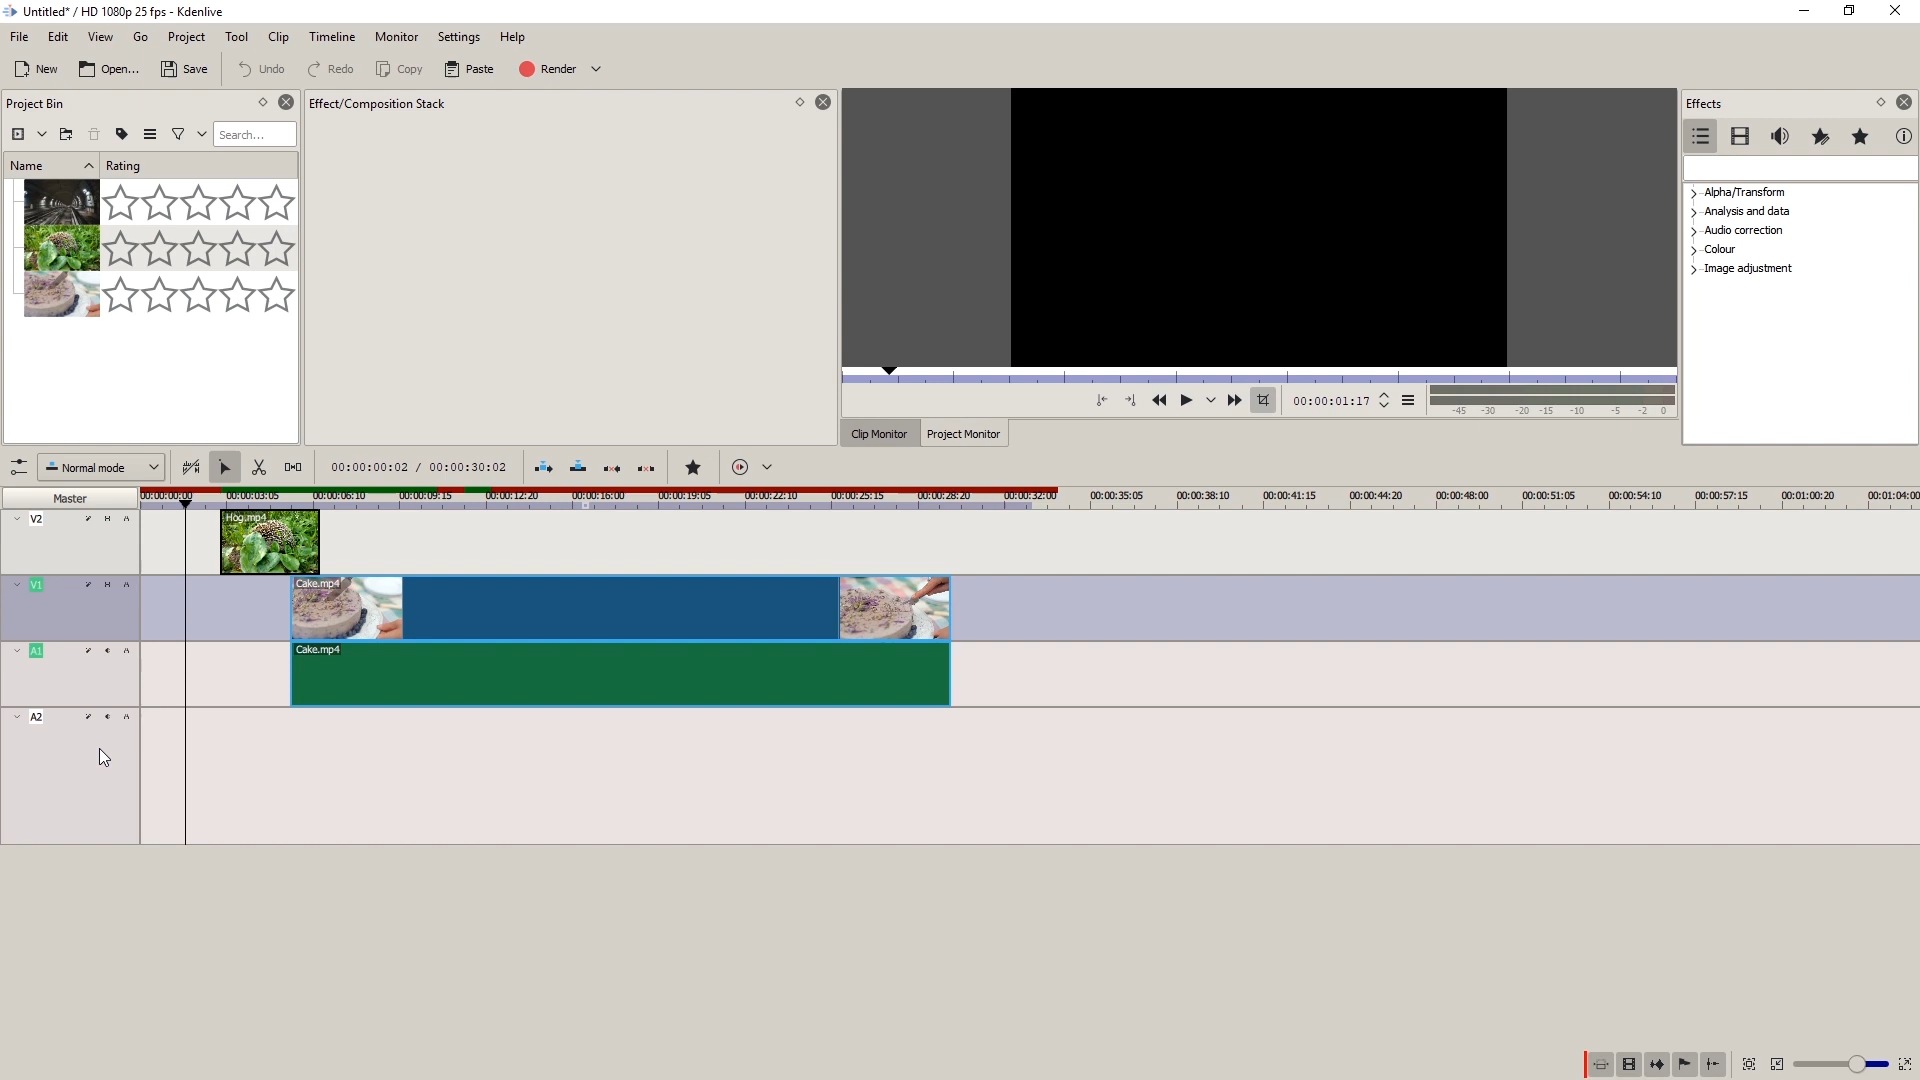 Untitled* / HD 1080p 25 fps - Kdenlive
File Edit View Go Project Tool Clip Timeline Monitor Settings Help
New Open... Save Undo Redo Copy Paste Render
Project Bin
Effect/Composition Stack
Effects
Search...
Name Rating
Alpha/Transform
Analysis and data
Audio correction
Colour
Image adjustment
00:00:01:17
-45 -30 -20 -15 -10 -5 -2 0
Clip Monitor Project Monitor
Normal mode
00:00:00:02 / 00:00:30:02
Master
00:00:00:00 00:00:03:05 00:00:06:10 00:00:09:15 00:00:12:20 00:00:16:00 00:00:19:05 00:00:22:10 00:00:25:15 00:00:28:20 00:00:32:00 00:00:35:05 00:00:38:10 00:00:41:15 00:00:44:20 00:00:48:00 00:00:51:05 00:00:54:10 00:00:57:15 00:01:00:20 00:01:04:00
V2
Hog.mp4
V1
Cake.mp4
A1
Cake.mp4
A2